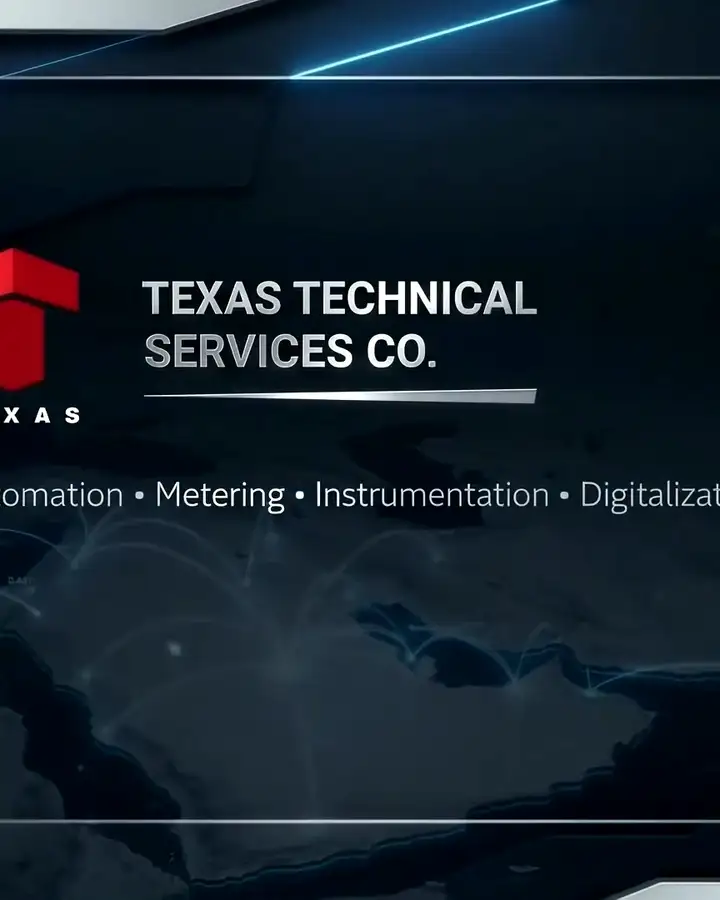 TEXAS TECHNICAL
SERVICES CO.
XAS
omation • Metering • Instrumentation • Digitalizat